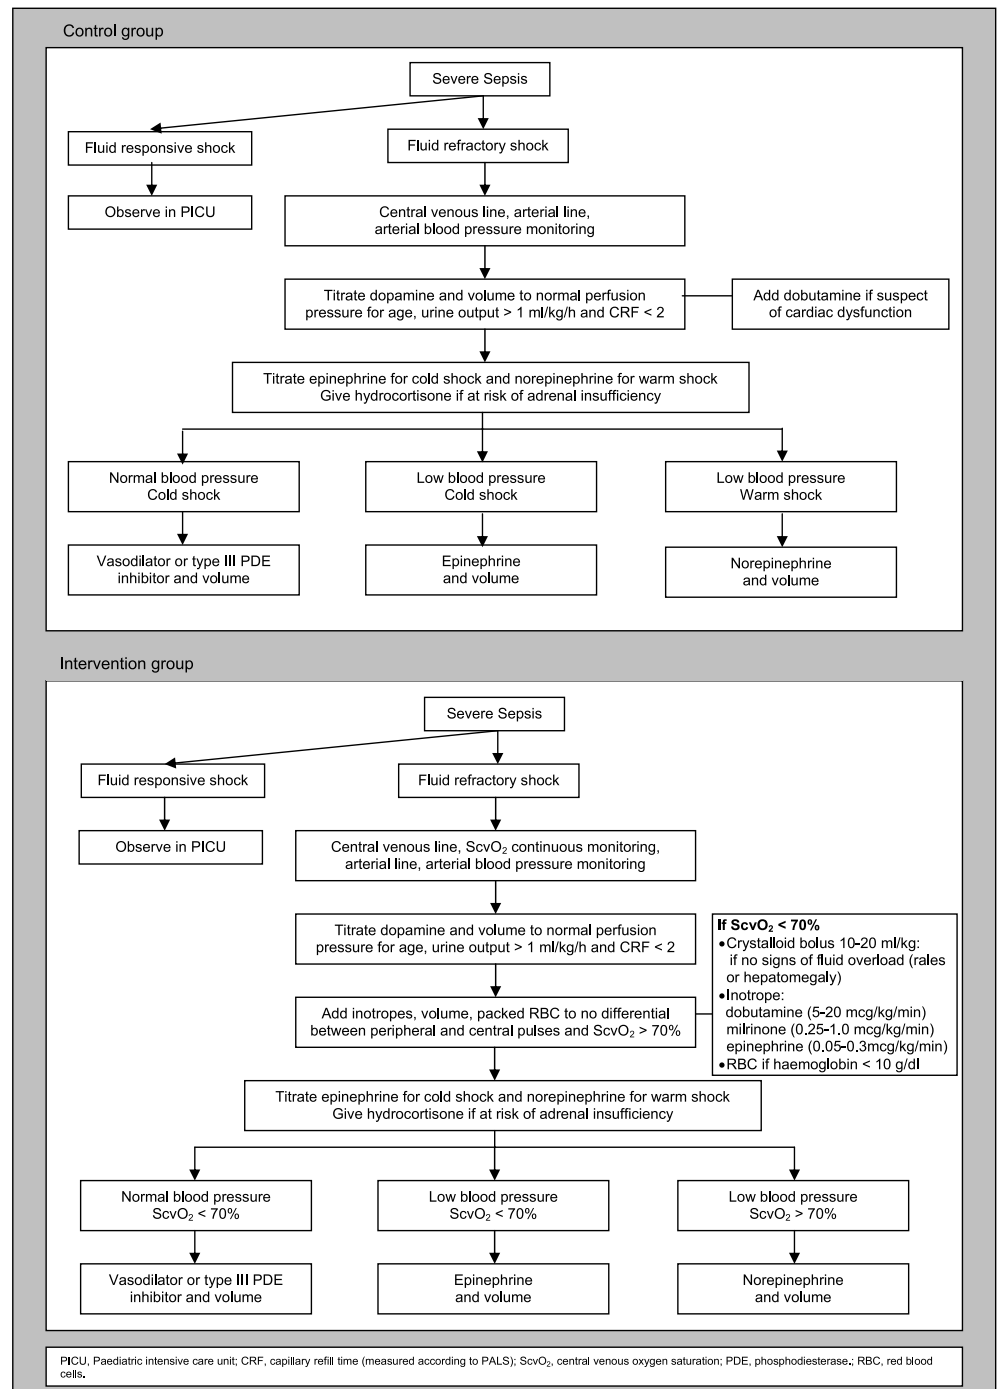 Control group
Severe Sepsis
Fluid responsive shock
Fluid refractory shock
Observe in PICU
Central venous line, arterial line,
arterial blood pressure monitoring
Titrate dopamine and volume to normal perfusion
pressure for age, urine output > 1 ml/kg/h and CRF < 2
Add dobutamine if suspect
of cardiac dysfunction
Titrate epinephrine for cold shock and norepinephrine for warm shock
Give hydrocortisone if at risk of adrenal insufficiency
Normal blood pressure
Cold shock
Low blood pressure
Cold shock
Low blood pressure
Warm shock
Vasodilator or type III PDE
inhibitor and volume
Epinephrine
and volume
Norepinephrine
and volume
Intervention group
Severe Sepsis
Fluid responsive shock
Fluid refractory shock
Observe in PICU
Central venous line, ScvO₂ continuous monitoring,
arterial line, arterial blood pressure monitoring
Titrate dopamine and volume to normal perfusion
pressure for age, urine output > 1 ml/kg/h and CRF < 2
Add inotropes, volume, packed RBC to no differential
between peripheral and central pulses and ScvO₂ > 70%
If ScvO₂ < 70%
•Crystalloid bolus 10-20 ml/kg:
if no signs of fluid overload (rales
or hepatomegaly)
•Inotrope:
dobutamine (5-20 mcg/kg/min)
milrinone (0.25-1.0 mcg/kg/min)
epinephrine (0.05-0.3mcg/kg/min)
•RBC if haemoglobin < 10 g/dl
Titrate epinephrine for cold shock and norepinephrine for warm shock
Give hydrocortisone if at risk of adrenal insufficiency
Normal blood pressure
ScvO₂ < 70%
Low blood pressure
ScvO₂ < 70%
Low blood pressure
ScvO₂ > 70%
Vasodilator or type III PDE
inhibitor and volume
Epinephrine
and volume
Norepinephrine
and volume
PICU, Paediatric intensive care unit; CRF, capillary refill time (measured according to PALS); ScvO₂, central venous oxygen saturation; PDE, phosphodiesterase.; RBC, red blood
cells.